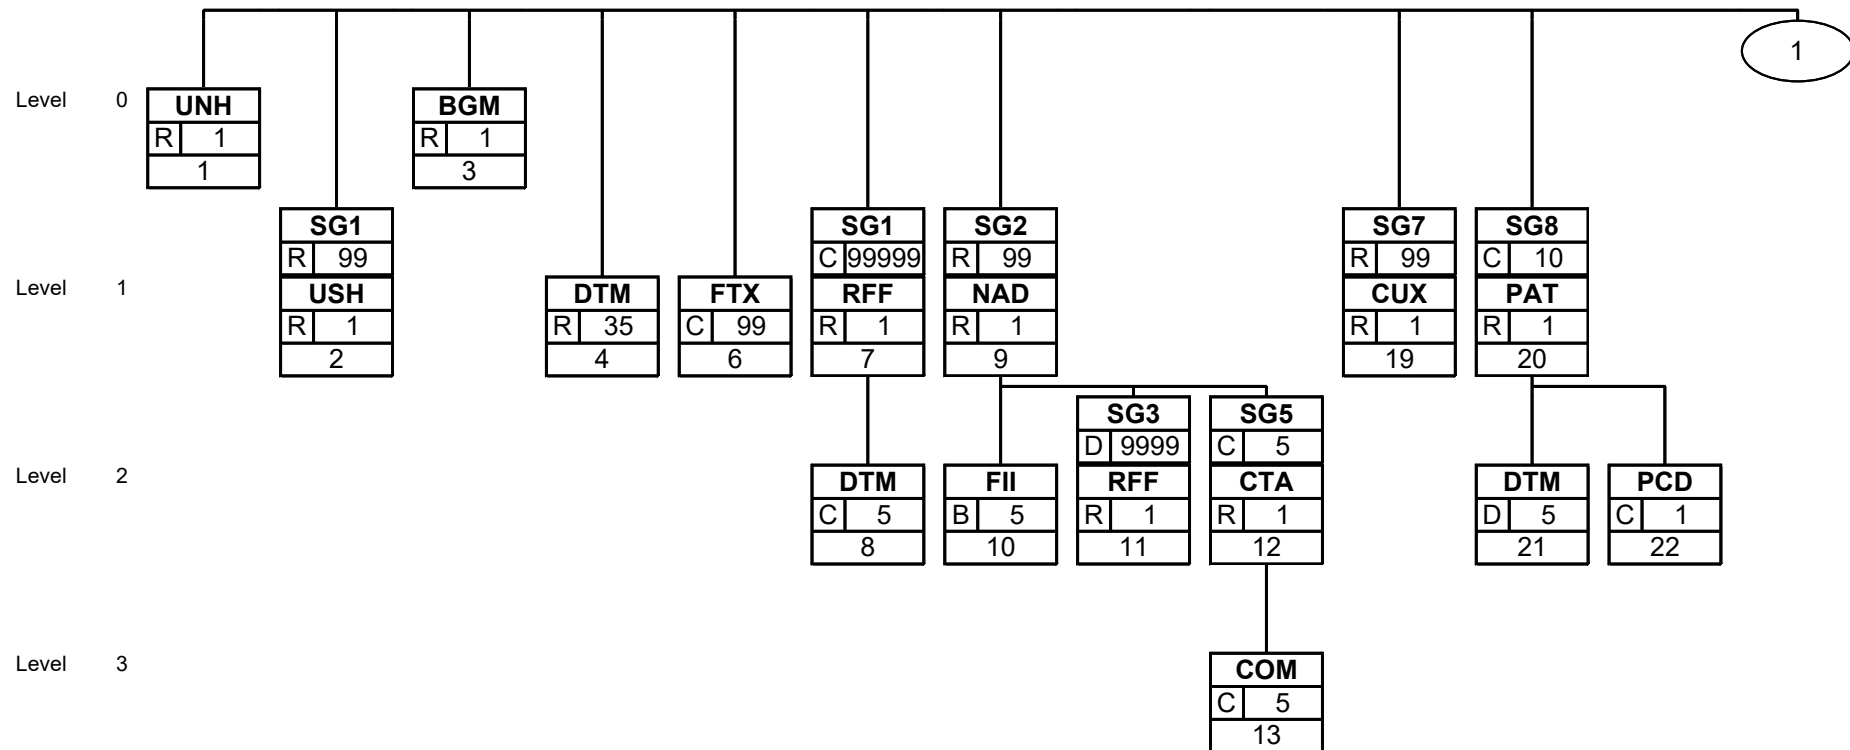 1
Level 0
UNH
R 1
1
BGM
R 1
3
SG1
R 99
USH
R 1
2
Level 1
DTM
R 35
4
FTX
C 99
6
SG1
C 99999
RFF
R 1
7
SG2
R 99
NAD
R 1
9
SG7
R 99
CUX
R 1
19
SG8
C 10
PAT
R 1
20
Level 2
DTM
C 5
8
FII
B 5
10
SG3
D 9999
RFF
R 1
11
SG5
C 5
CTA
R 1
12
DTM
D 5
21
PCD
C 1
22
Level 3
COM
C 5
13